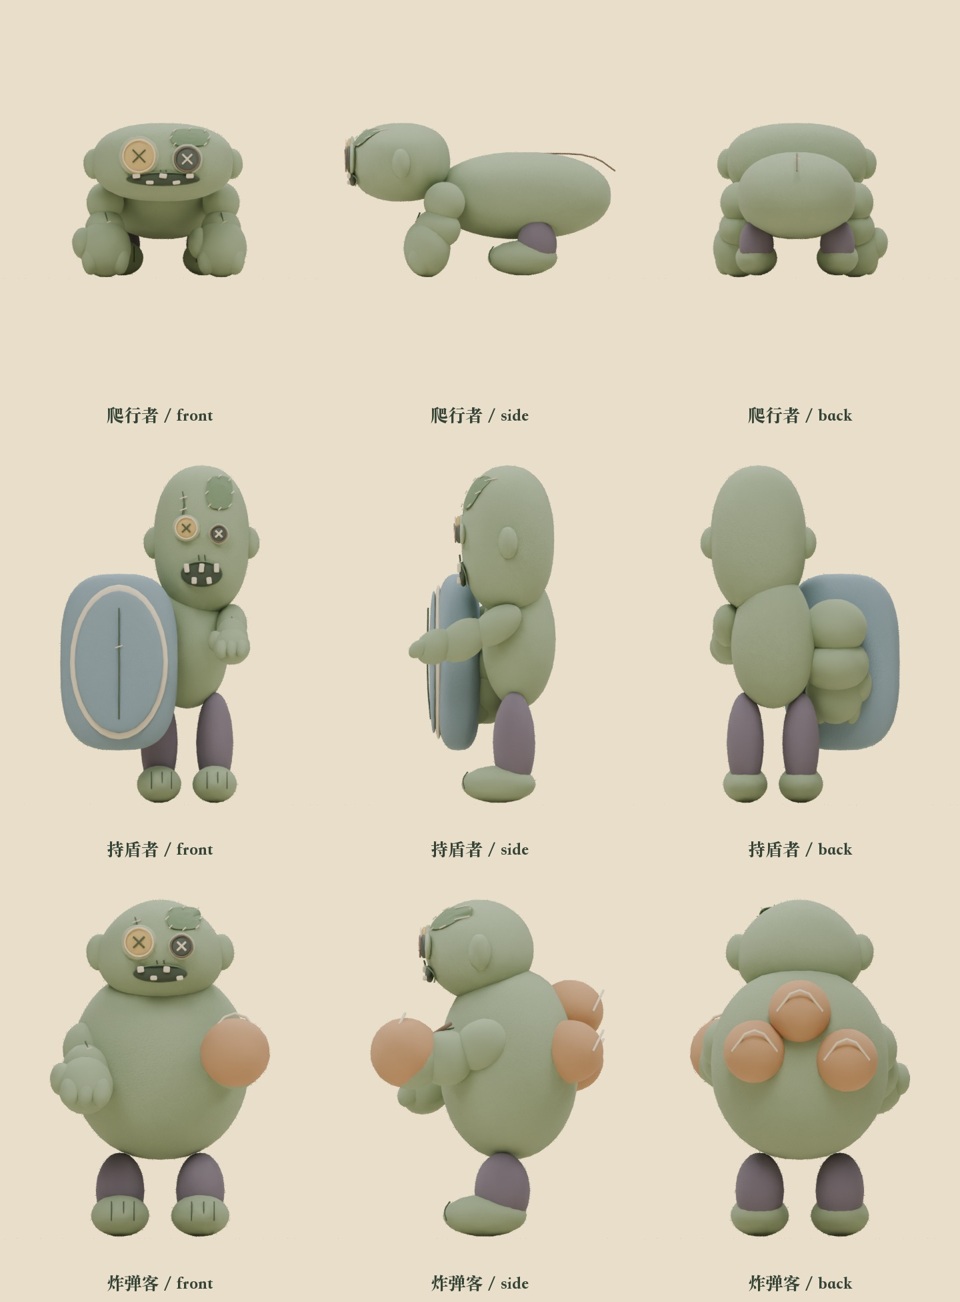 爬行者 / front
爬行者 / side
爬行者 / back
持盾者 / front
持盾者 / side
持盾者 / back
炸弹客 / front
炸弹客 / side
炸弹客 / back